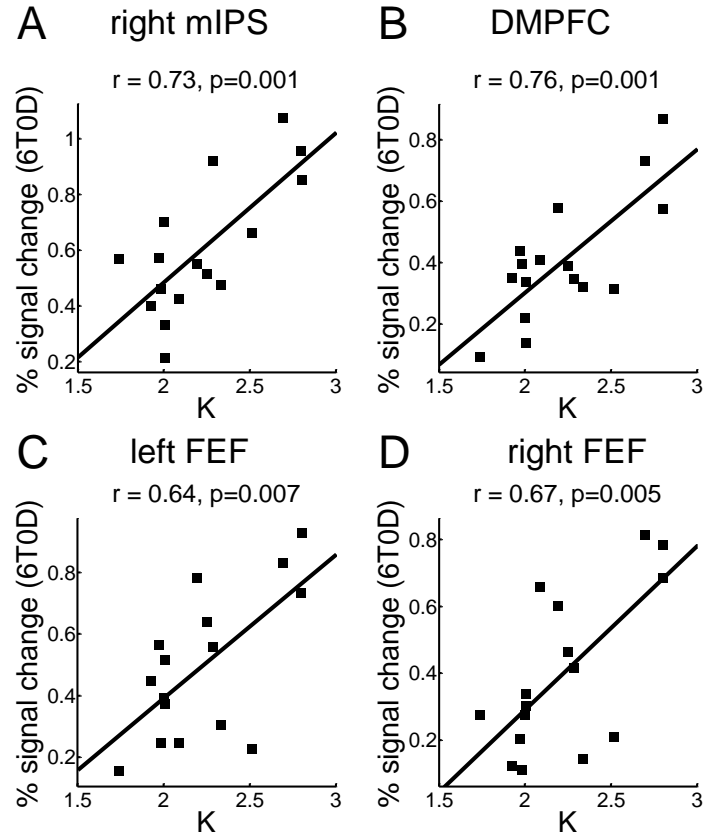 A right mIPS
r = 0.73, p=0.001
% signal change (6T0D)
1
0.8
0.6
0.4
0.2
1.5 2 2.5 3
K
B DMPFC
r = 0.76, p=0.001
% signal change (6T0D)
0.8
0.6
0.4
0.2
1.5 2 2.5 3
K
C left FEF
r = 0.64, p=0.007
% signal change (6T0D)
0.8
0.6
0.4
0.2
1.5 2 2.5 3
K
D right FEF
r = 0.67, p=0.005
% signal change (6T0D)
0.8
0.6
0.4
0.2
1.5 2 2.5 3
K